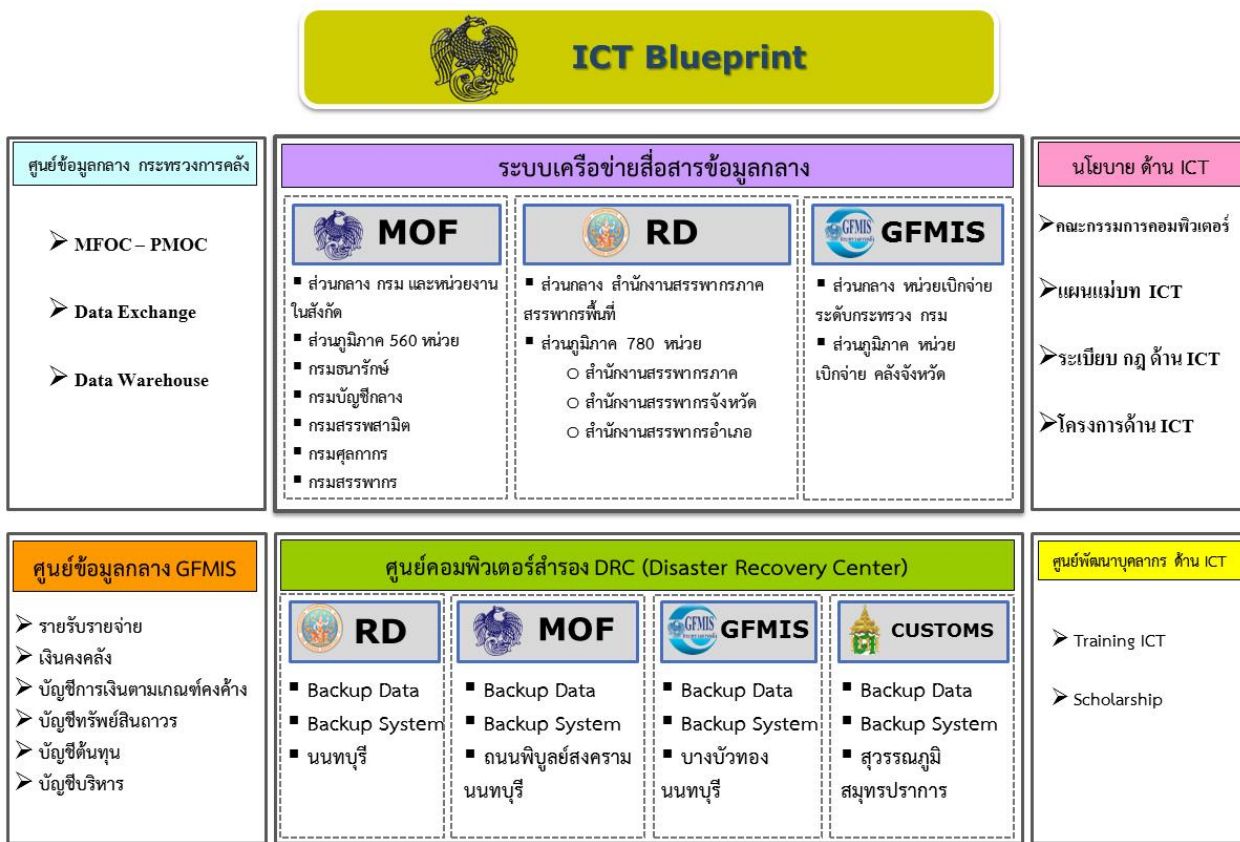 ICT Blueprint
ศูนย์ข้อมูลกลาง กระทรวงการคลัง
➢ MFOC – PMOC
➢ Data Exchange
➢ Data Warehouse
ระบบเครือข่ายสื่อสารข้อมูลกลาง
MOF
▪ ส่วนกลาง กรม และหน่วยงาน
ในสังกัด
▪ ส่วนภูมิภาค 560 หน่วย
▪ กรมธนารักษ์
▪ กรมบัญชีกลาง
▪ กรมสรรพสามิต
▪ กรมศุลกากร
▪ กรมสรรพากร
RD
▪ ส่วนกลาง สำนักงานสรรพากรภาค
สรรพากรพื้นที่
▪ ส่วนภูมิภาค 780 หน่วย
o สำนักงานสรรพากรภาค
o สำนักงานสรรพากรจังหวัด
o สำนักงานสรรพากรอำเภอ
GFMIS
GFMIS
▪ ส่วนกลาง หน่วยเบิกจ่าย
ระดับกระทรวง กรม
▪ ส่วนภูมิภาค หน่วย
เบิกจ่าย คลังจังหวัด
นโยบาย ด้าน ICT
➢คณะกรรมการคอมพิวเตอร์
➢แผนแม่บท ICT
➢ระเบียบ กฎ ด้าน ICT
➢โครงการด้าน ICT
ศูนย์ข้อมูลกลาง GFMIS
➢ รายรับรายจ่าย
➢ เงินคงคลัง
➢ บัญชีการเงินตามเกณฑ์คงค้าง
➢ บัญชีทรัพย์สินถาวร
➢ บัญชีต้นทุน
➢ บัญชีบริหาร
ศูนย์คอมพิวเตอร์สำรอง DRC (Disaster Recovery Center)
RD
▪ Backup Data
▪ Backup System
▪ นนทบุรี
MOF
▪ Backup Data
▪ Backup System
▪ ถนนพิบูลย์สงคราม
นนทบุรี
GFMIS
GFMIS
▪ Backup Data
▪ Backup System
▪ บางบัวทอง
นนทบุรี
CUSTOMS
▪ Backup Data
▪ Backup System
▪ สุวรรณภูมิ
สมุทรปราการ
ศูนย์พัฒนาบุคลากร ด้าน ICT
➢ Training ICT
➢ Scholarship